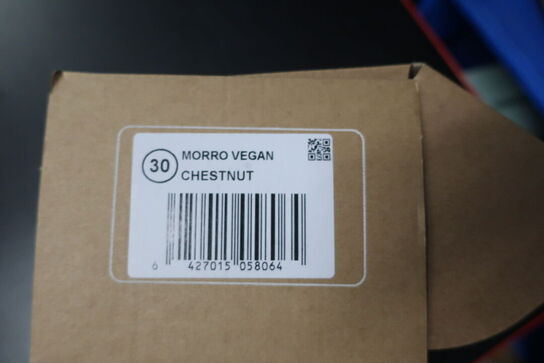 30
MORRO VEGAN
CHESTNUT
6 427015 058064